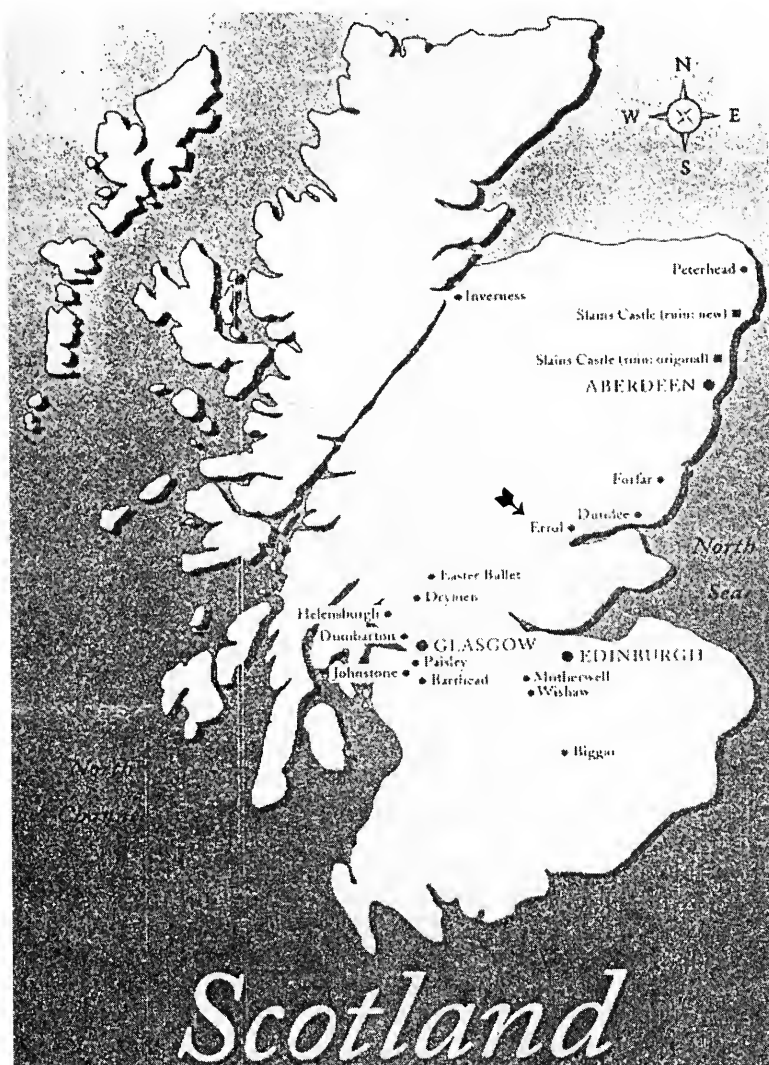 N
W E
S
Peterhead
Inverness
Slains Castle (ruin: new)
Slains Castle (ruin: original)
ABERDEEN
Forfar
Dundee
Errol
North
Sea
Easter Ballet
Drymen
Helensburgh
Dumbarton
GLASGOW
EDINBURGH
Paisley
Johnstone
Motherwell
Barrhead
Wishaw
Biggar
North
Scotland